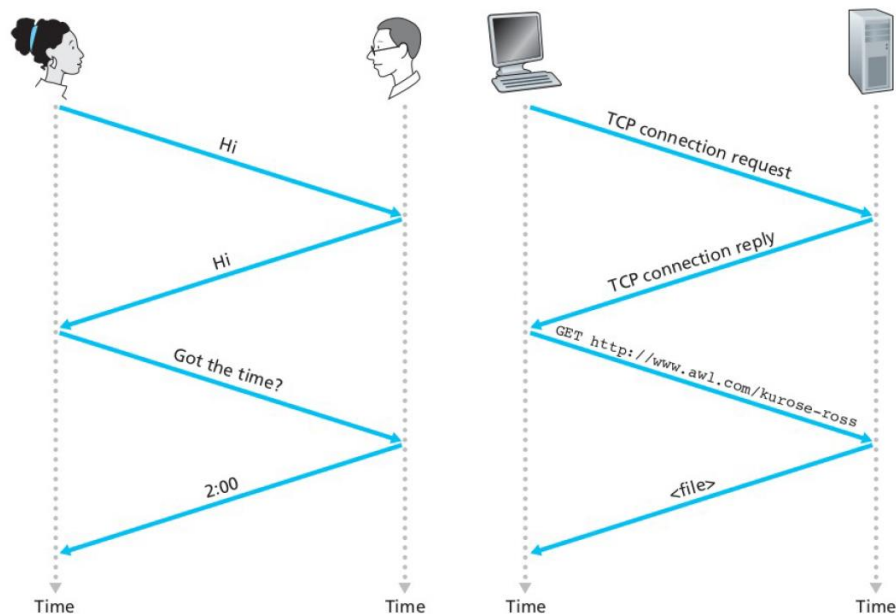 Hi
Hi
Got the time?
2:00
Time
Time
TCP connection request
TCP connection reply
GET http://www.awl.com/kurose-ross
<file>
Time
Time